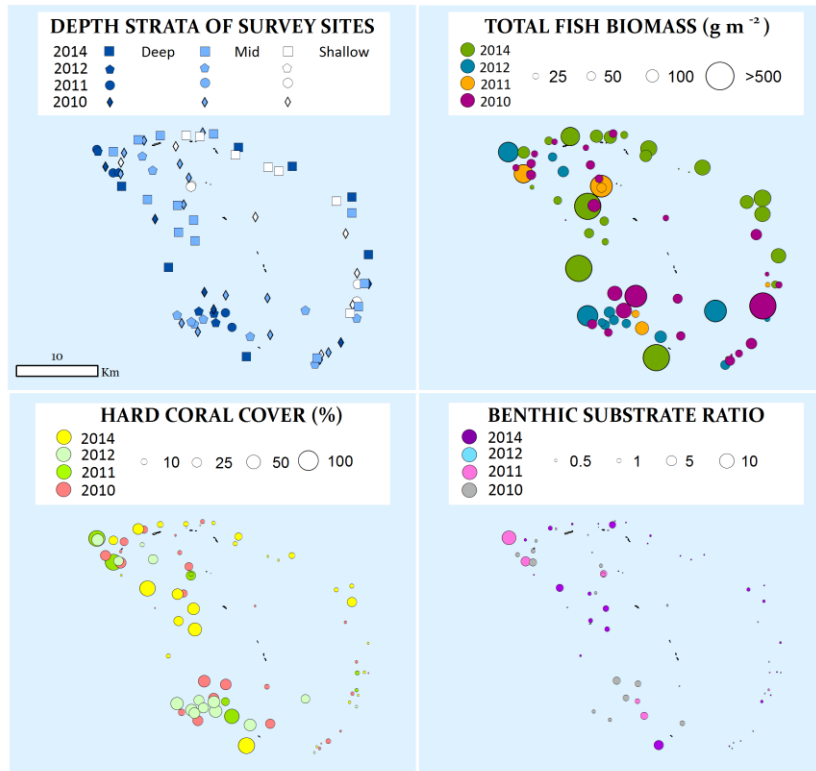 DEPTH STRATA OF SURVEY SITES
2014 Deep Mid Shallow
2012
2011
2010
10
Km
TOTAL FISH BIOMASS (g m ⁻²)
2014
2012
2011
2010
25 50 100 >500
HARD CORAL COVER (%)
2014
2012
2011
2010
10 25 50 100
BENTHIC SUBSTRATE RATIO
2014
2012
2011
2010
0.5 1 5 10